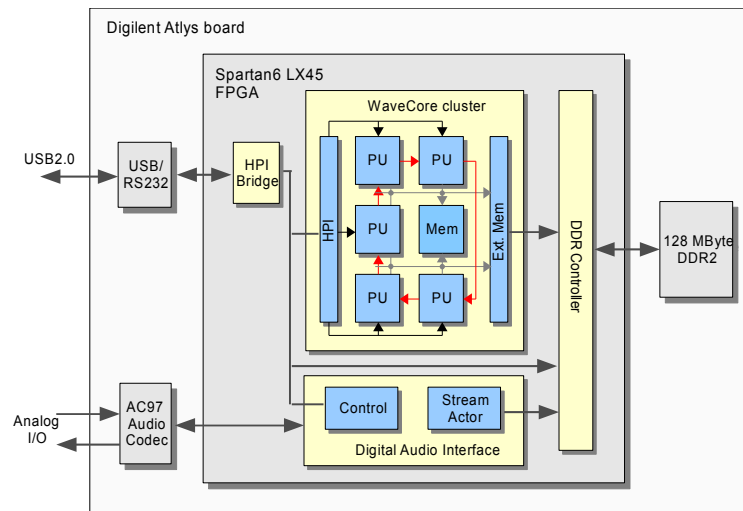 Digilent Atlys board
Spartan6 LX45
FPGA
WaveCore cluster
USB2.0
USB/
RS232
HPI
Bridge
HPI
PU
PU
PU
Mem
PU
PU
Ext. Mem
DDR Controller
128 MByte
DDR2
Analog
I/O
AC97
Audio
Codec
Control
Stream
Actor
Digital Audio Interface